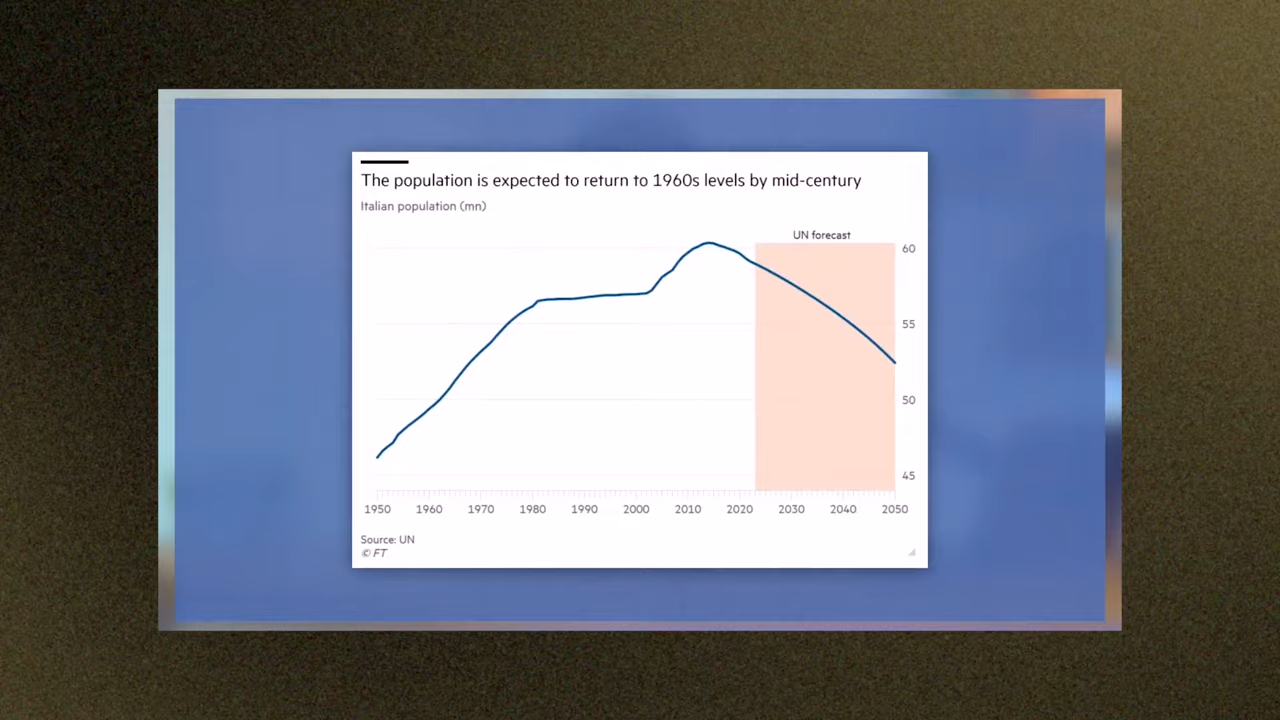 The population is expected to return to 1960s levels by mid-century
Italian population (mn)
UN forecast
60
55
50
45
1950 1960 1970 1980 1990 2000 2010 2020 2030 2040 2050
Source: UN
© FT